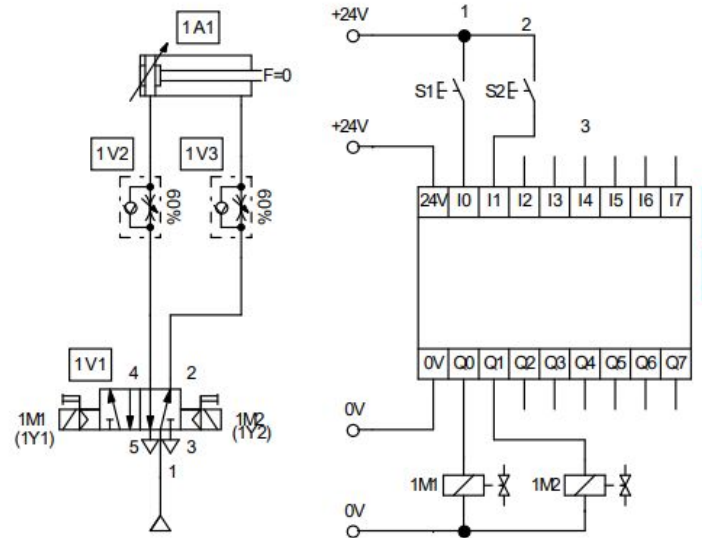 1A1
F=0
1V2
1V3
60%
60%
1V1
4
2
1M1
(1Y1)
1M2
(1Y2)
5
3
1
+24V
1
2
S1
S2
+24V
3
24V I0 I1 I2 I3 I4 I5 I6 I7
0V Q0 Q1 Q2 Q3 Q4 Q5 Q6 Q7
0V
1M1
1M2
0V